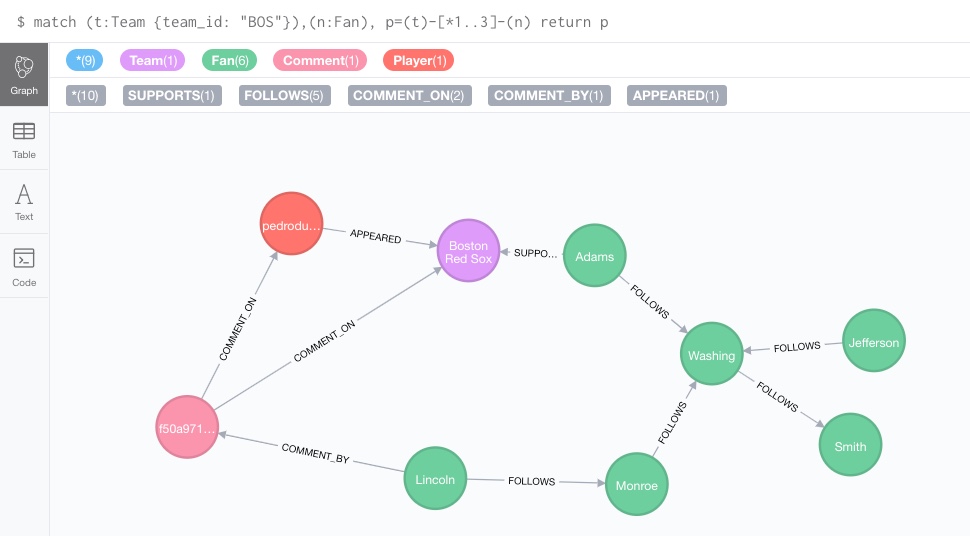 $ match (t:Team {team_id: "BOS"}),(n:Fan), p=(t)-[*1..3]-(n) return p
Graph
*(9) Team(1) Fan(6) Comment(1) Player(1)
*(10) SUPPORTS(1) FOLLOWS(5) COMMENT_ON(2) COMMENT_BY(1) APPEARED(1)
Table
Text
Code
pedrodu...
APPEARED
Boston
Red Sox
SUPPO...
Adams
FOLLOWS
COMMENT_ON
COMMENT_ON
Washing
FOLLOWS
Jefferson
FOLLOWS
FOLLOWS
f50a971...
COMMENT_BY
Lincoln
FOLLOWS
Monroe
Smith